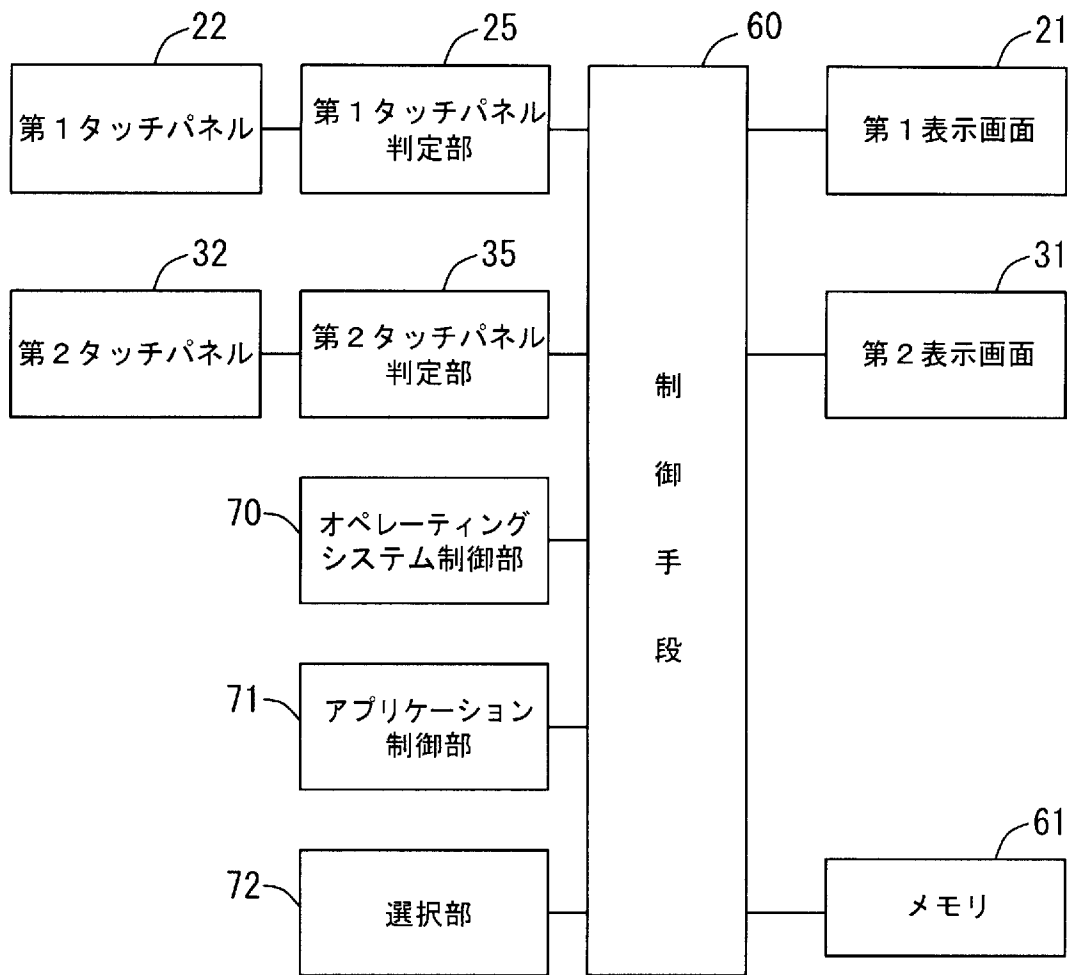 22
25
60
21
第1タッチパネル
第1タッチパネル
判定部
第1表示画面
32
35
31
第2タッチパネル
第2タッチパネル
判定部
第2表示画面
制
御
手
段
70
オペレーティング
システム制御部
71
アプリケーション
制御部
61
72
選択部
メモリ